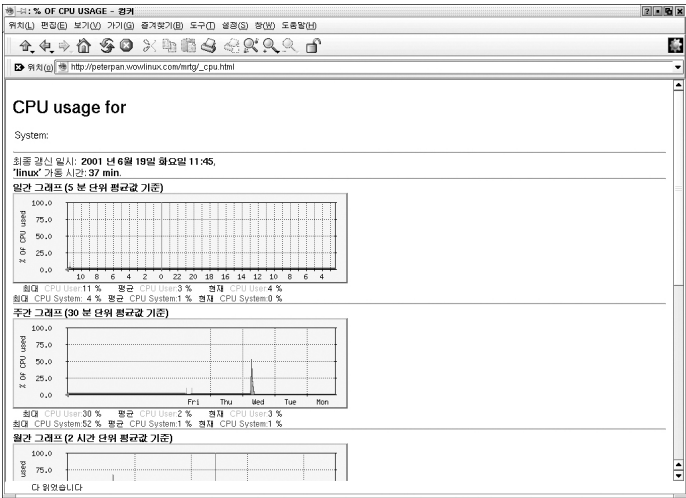 : % OF CPU USAGE - 컹커
위치(L) 편집(E) 보기(V) 가기(G) 즐겨찾기(B) 도구(T) 설정(S) 창(W) 도움말(H)
위치(o) http://peterpan.wowlinux.com/mrtg/_cpu.html
CPU usage for
System:
최종 갱신 일시: 2001 년 6월 19일 화요일 11:45,
'linux' 가동 시간: 37 min.
일간 그래프 (5 분 단위 평균값 기준)
% OF CPU used
100.0
75.0
50.0
25.0
0.0
10 8 6 4 2 0 22 20 18 16 14 12 10 8 6 4
최대 CPU User:11 % 평균 CPU User:3 % 현재 CPU User:4 %
최대 CPU System: 4 % 평균 CPU System:1 % 현재 CPU System:0 %
주간 그래프 (30 분 단위 평균값 기준)
% OF CPU used
100.0
75.0
50.0
25.0
0.0
Fri Thu Wed Tue Mon
최대 CPU User:30 % 평균 CPU User:2 % 현재 CPU User:3 %
최대 CPU System:52 % 평균 CPU System:1 % 현재 CPU System:1 %
월간 그래프 (2 시간 단위 평균값 기준)
used
100.0
75.0
다 읽었습니다